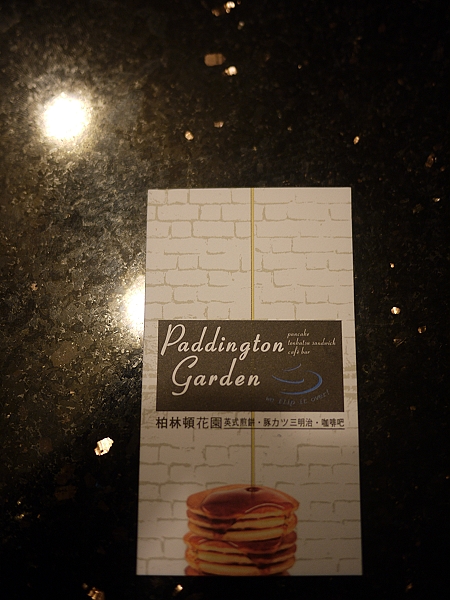 Paddington
Garden
pancake
tonkatsu sandwich
café bar
柏林頓花園 英式煎餅・豚カツ三明治・咖啡吧